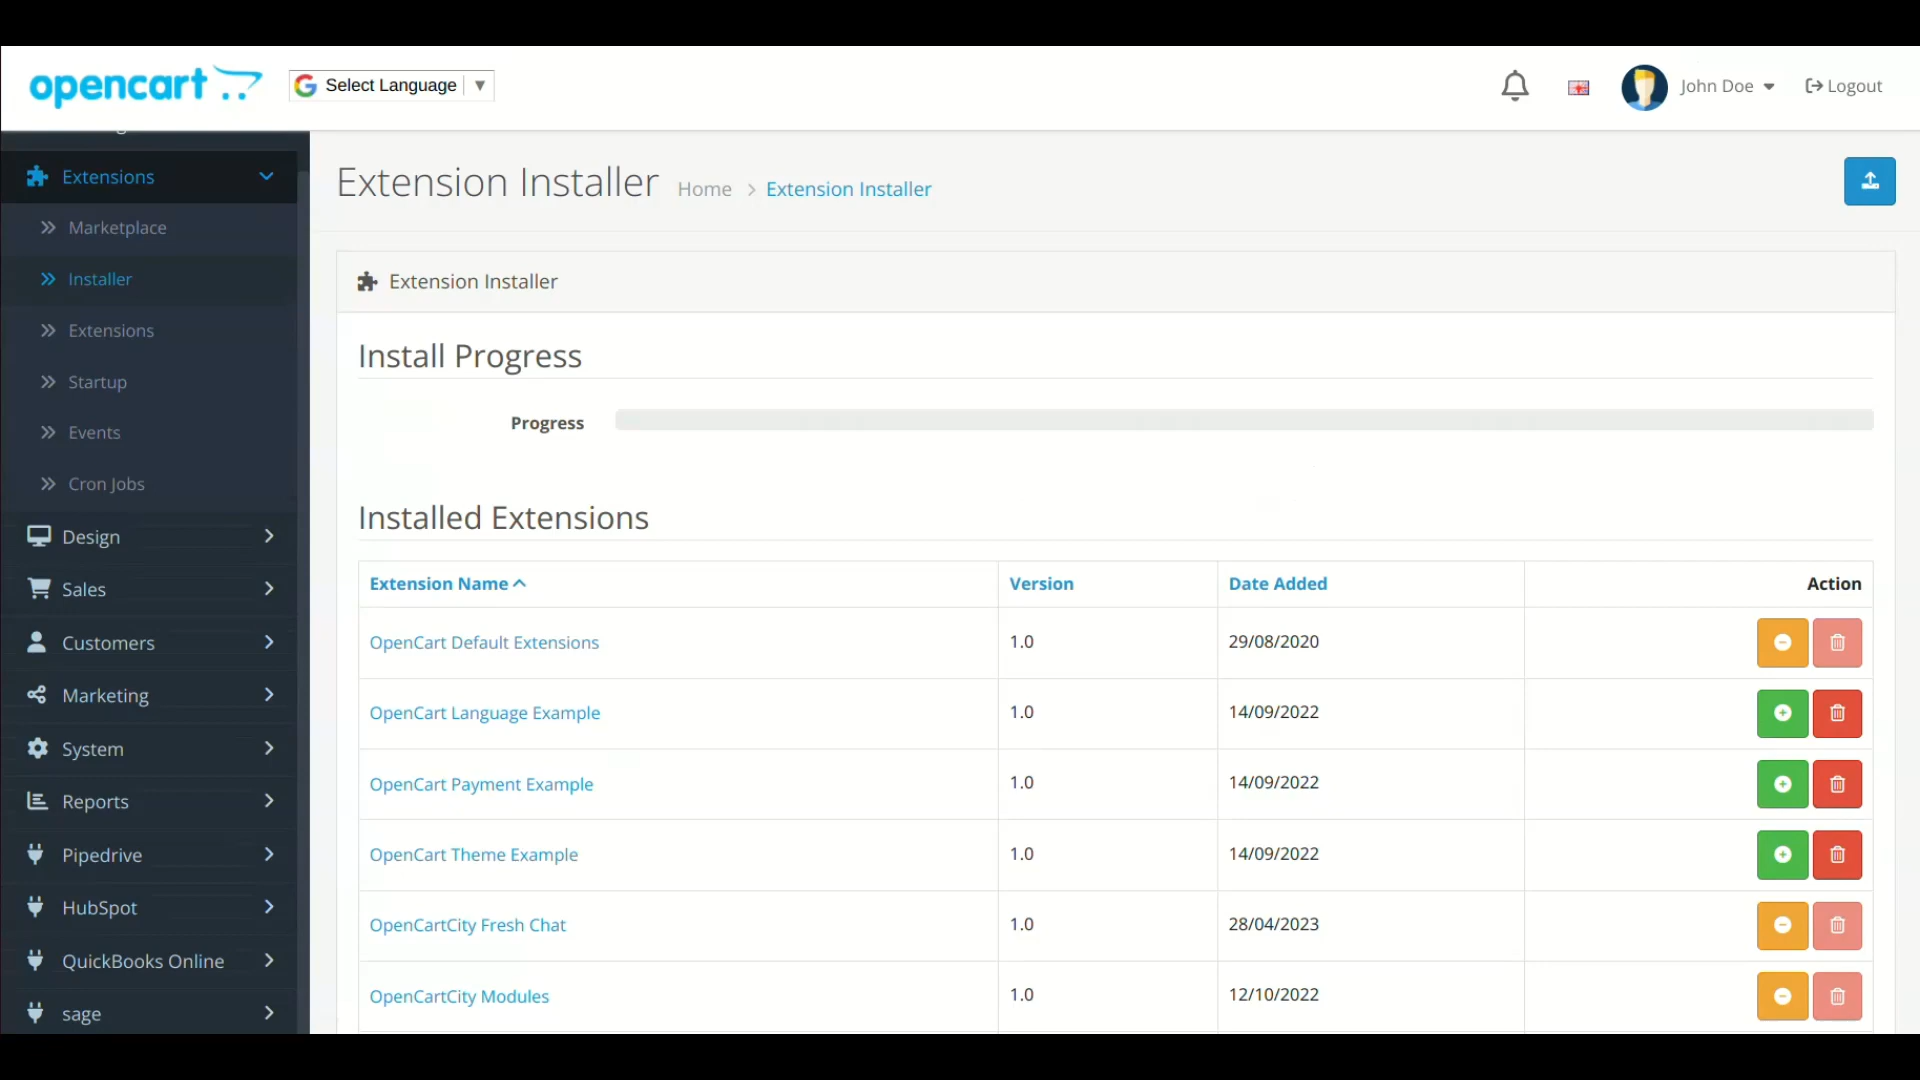 opencart
Select Language ▼
John Doe
Logout
Extensions
Marketplace
Installer
Extensions
Startup
Events
Cron Jobs
Design
Sales
Customers
Marketing
System
Reports
Pipedrive
HubSpot
QuickBooks Online
sage
Extension Installer
Home > Extension Installer
Extension Installer
Install Progress
Progress
Installed Extensions
Extension Name Version Date Added Action
OpenCart Default Extensions 1.0 29/08/2020
OpenCart Language Example 1.0 14/09/2022
OpenCart Payment Example 1.0 14/09/2022
OpenCart Theme Example 1.0 14/09/2022
OpenCartCity Fresh Chat 1.0 28/04/2023
OpenCartCity Modules 1.0 12/10/2022